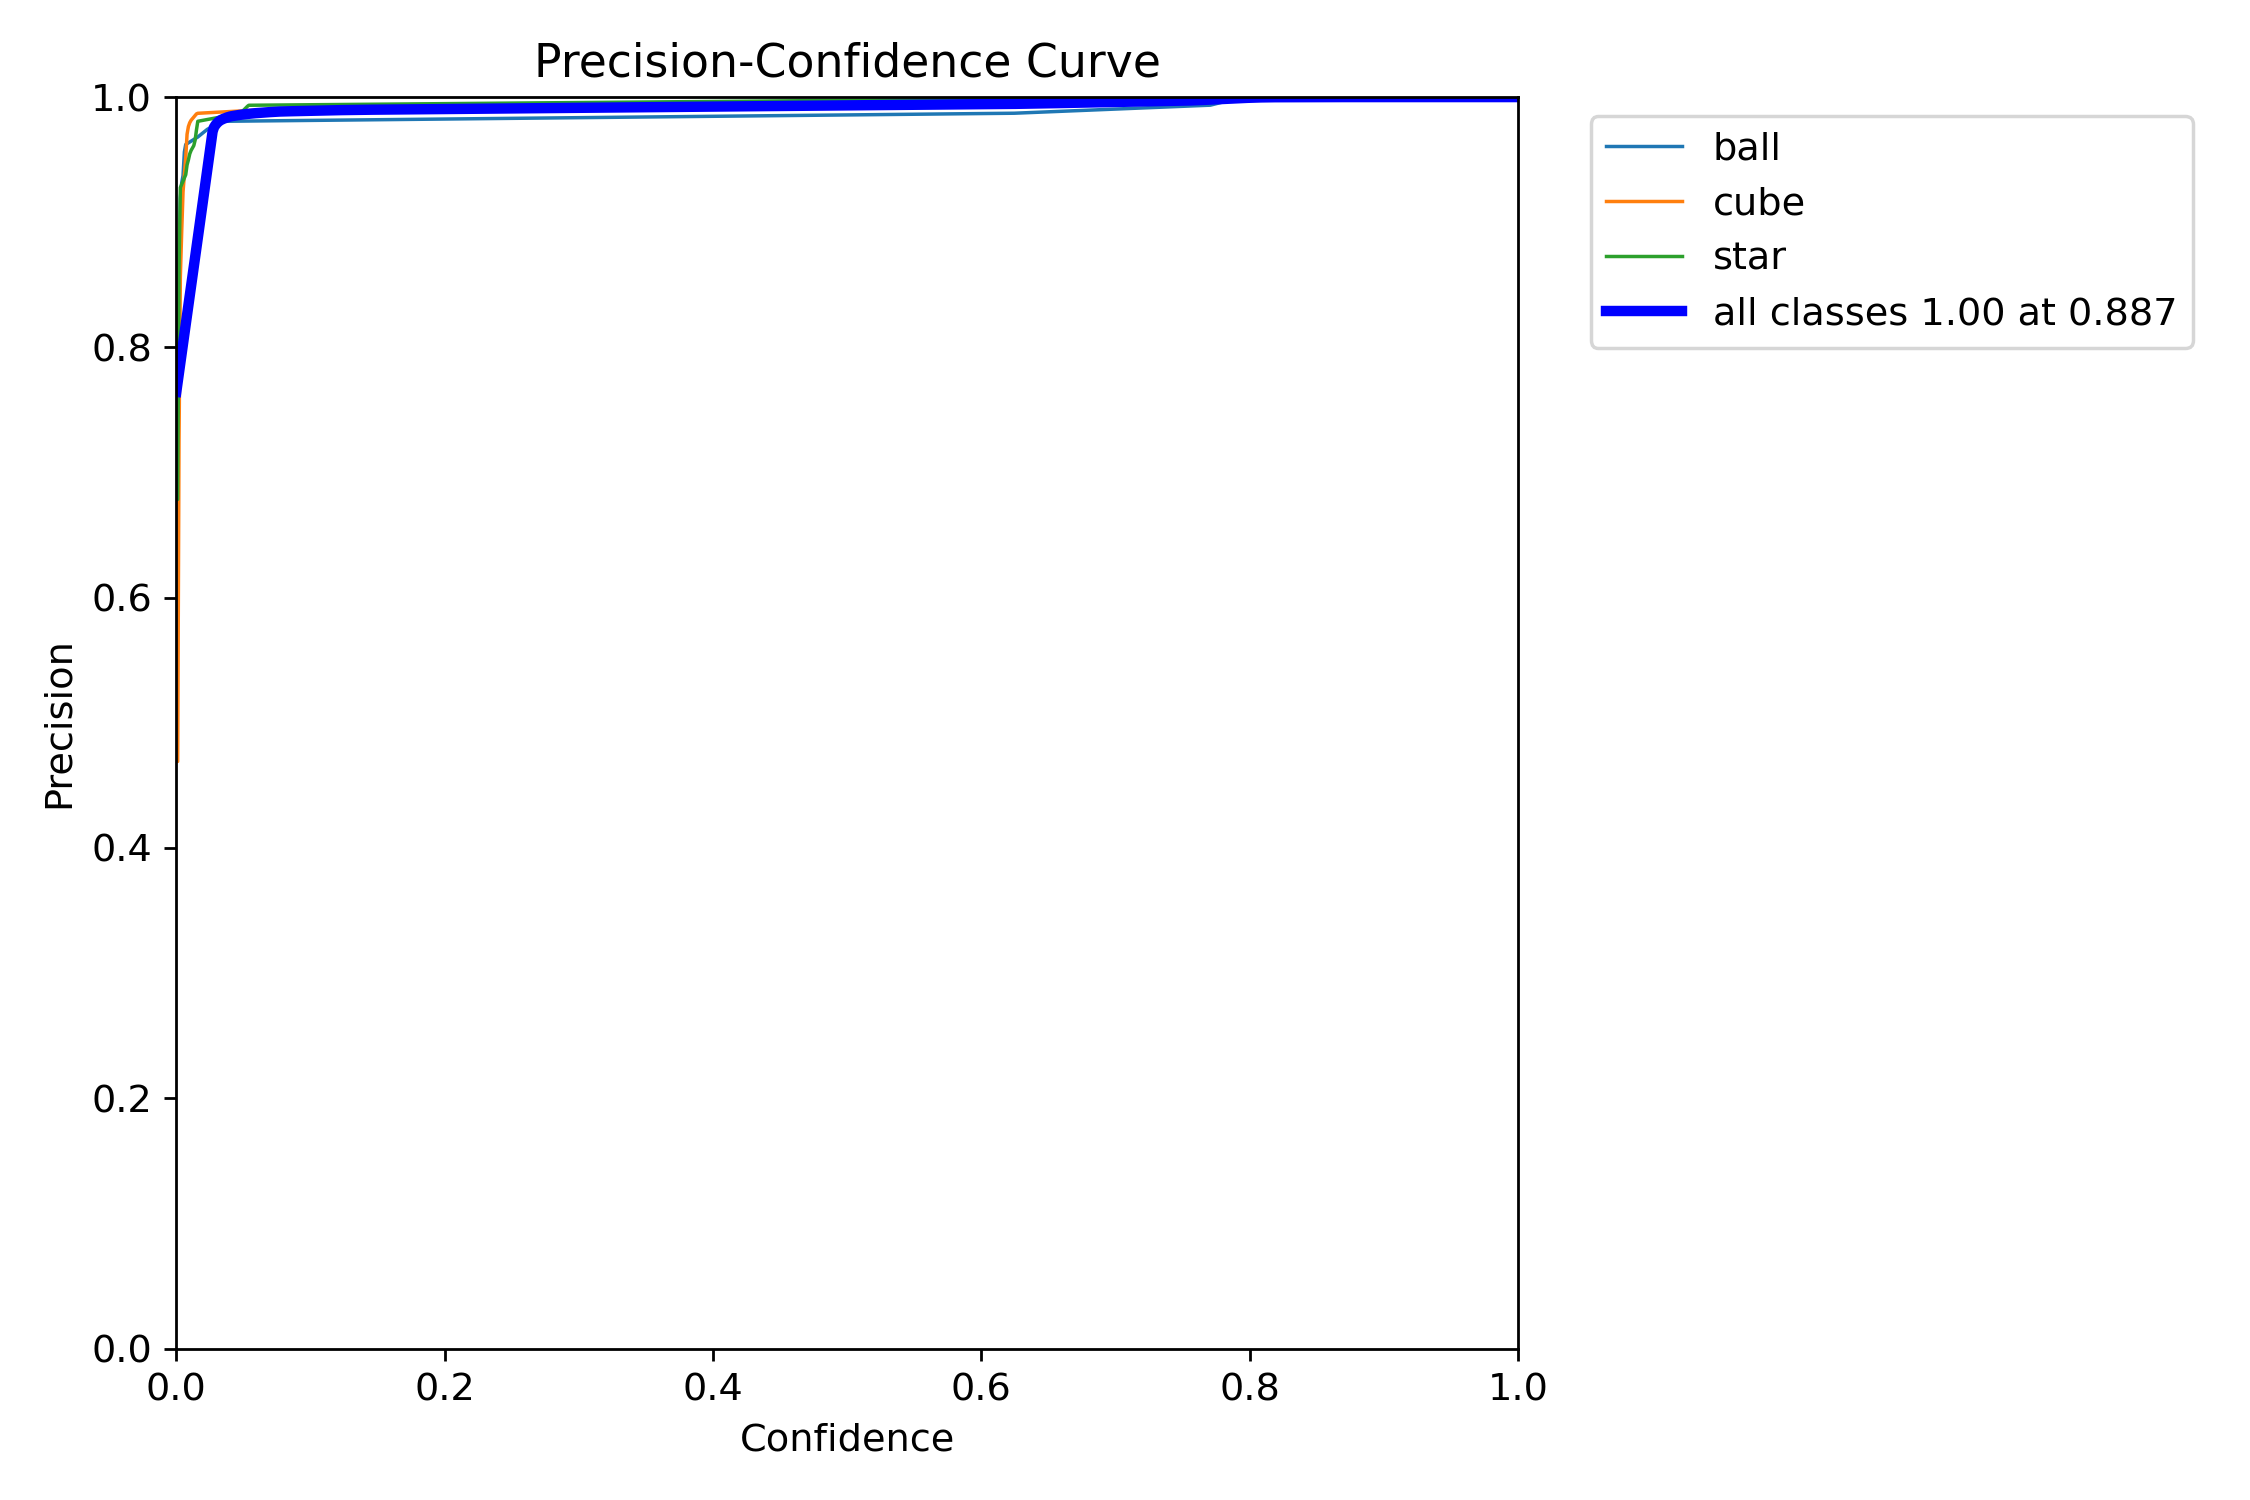 Precision-Confidence Curve
1.0
0.8
0.6
0.4
0.2
0.0
Precision
0.0 0.2 0.4 0.6 0.8 1.0
Confidence
ball
cube
star
all classes 1.00 at 0.887